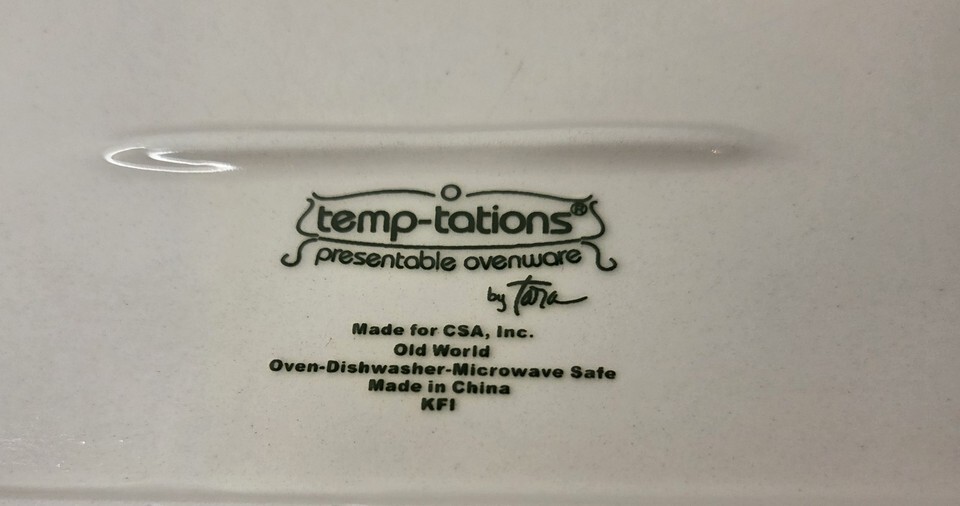 temp-tations®
presentable ovenware
by Tara
Made for CSA, Inc.
Old World
Oven-Dishwasher-Microwave Safe
Made in China
KFI